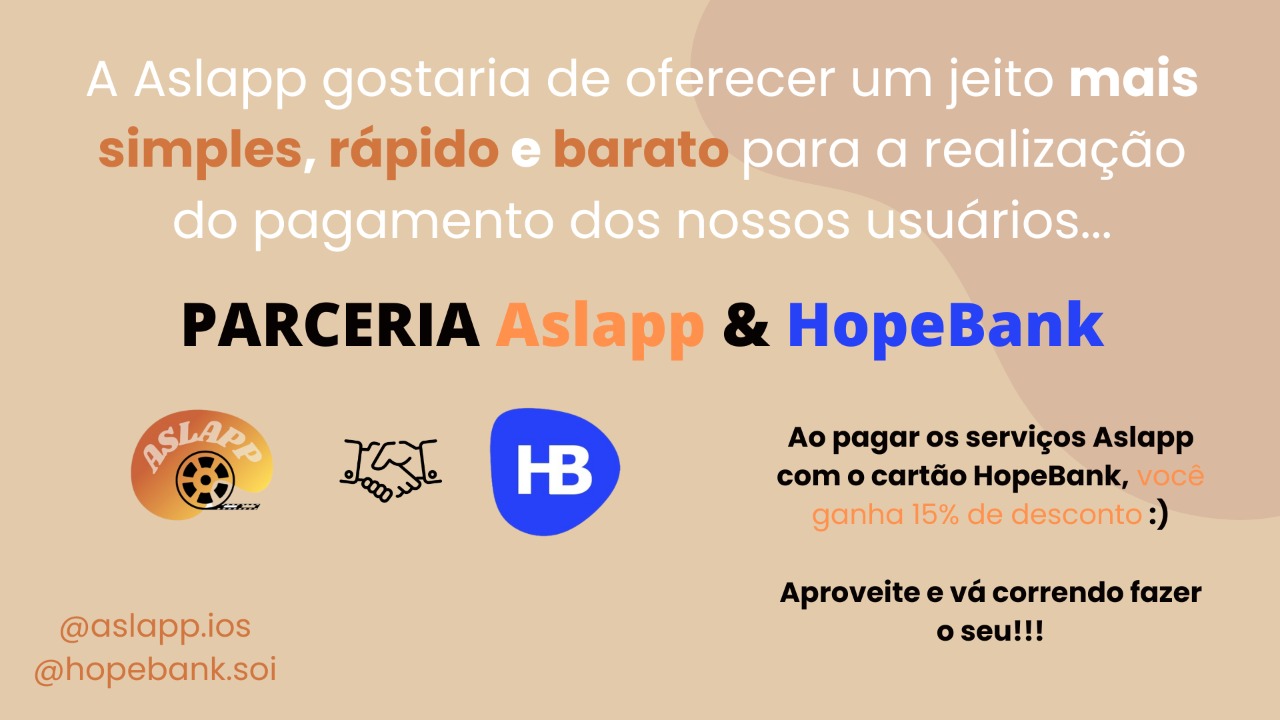 A Aslapp gostaria de oferecer um jeito mais
simples, rápido e barato para a realização
do pagamento dos nossos usuários...
PARCERIA Aslapp & HopeBank
ASLAPP
HB
Ao pagar os serviços Aslapp
com o cartão HopeBank, você
ganha 15% de desconto :)
Aproveite e vá correndo fazer
o seu!!!
@aslapp.ios
@hopebank.soi